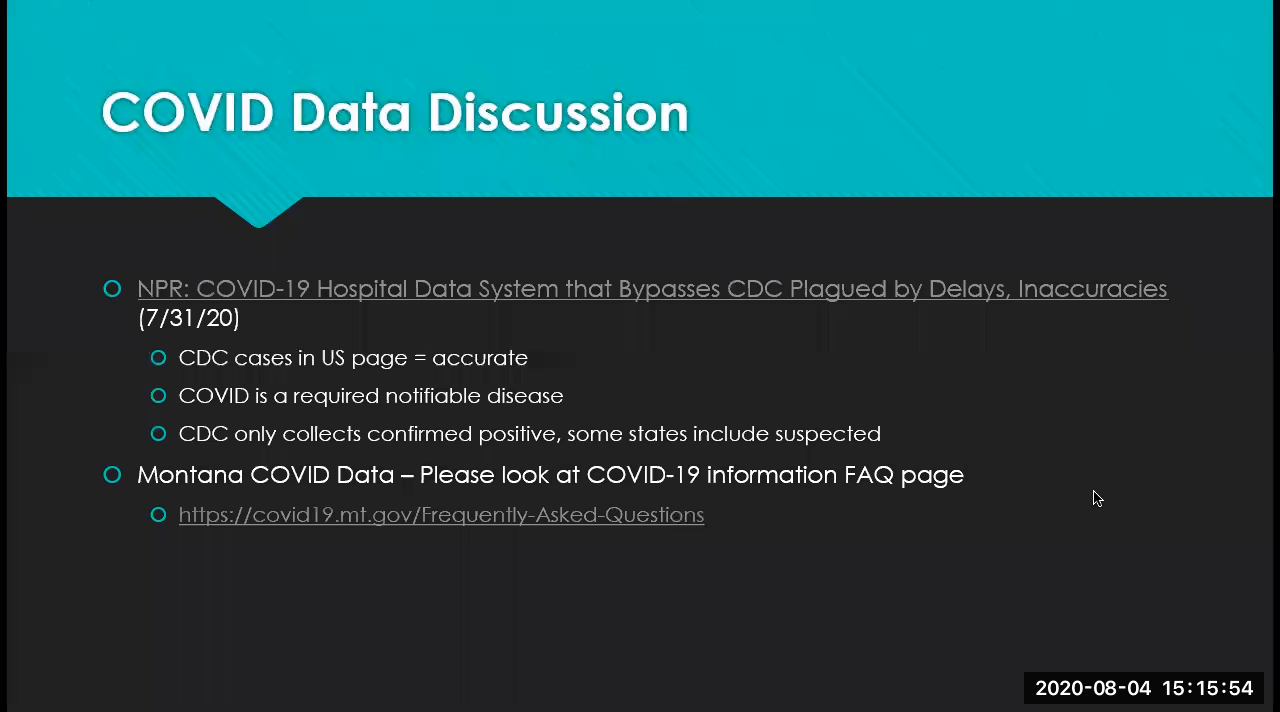 COVID Data Discussion
NPR: COVID-19 Hospital Data System that Bypasses CDC Plagued by Delays, Inaccuracies
(7/31/20)
CDC cases in US page = accurate
COVID is a required notifiable disease
CDC only collects confirmed positive, some states include suspected
Montana COVID Data – Please look at COVID-19 information FAQ page
https://covid19.mt.gov/Frequently-Asked-Questions
2020-08-04 15:15:54